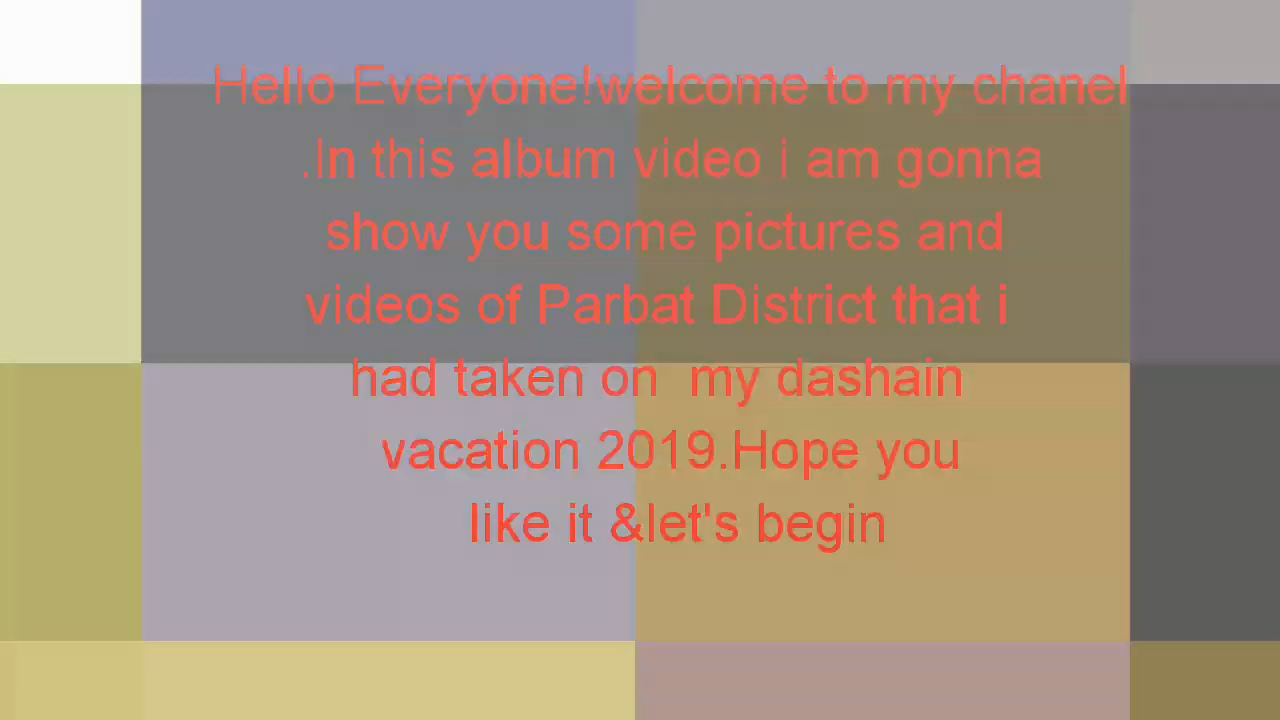 Hello Everyone!welcome to my chanel
.In this album video i am gonna
show you some pictures and
videos of Parbat District that i
had taken on  my dashain
vacation 2019.Hope you
like it &let's begin